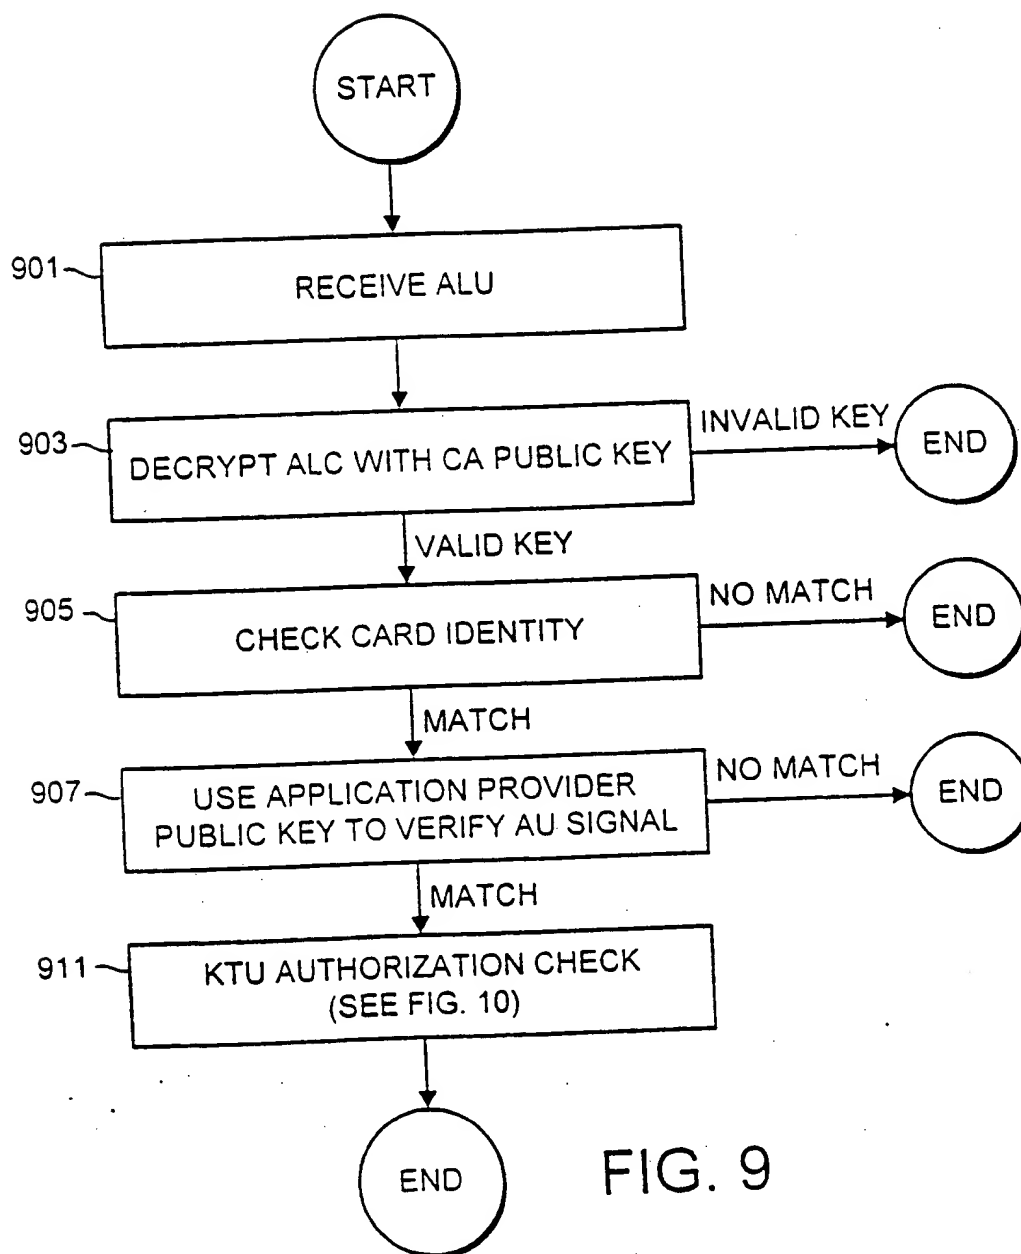 START
901
RECEIVE ALU
903
DECRYPT ALC WITH CA PUBLIC KEY
INVALID KEY
END
VALID KEY
905
CHECK CARD IDENTITY
NO MATCH
END
MATCH
907
USE APPLICATION PROVIDER
PUBLIC KEY TO VERIFY AU SIGNAL
NO MATCH
END
MATCH
911
KTU AUTHORIZATION CHECK
(SEE FIG. 10)
END
FIG. 9